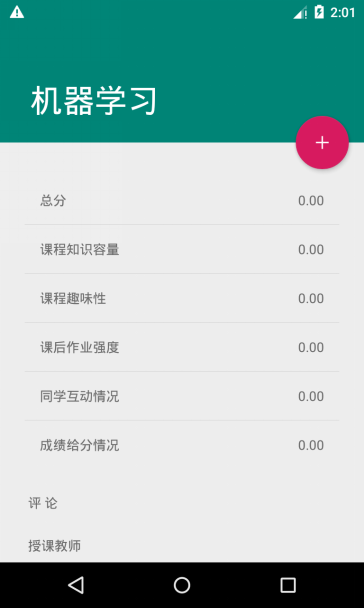 2:01
机器学习
+
总分 0.00
课程知识容量 0.00
课程趣味性 0.00
课后作业强度 0.00
同学互动情况 0.00
成绩给分情况 0.00
评 论
授课教师